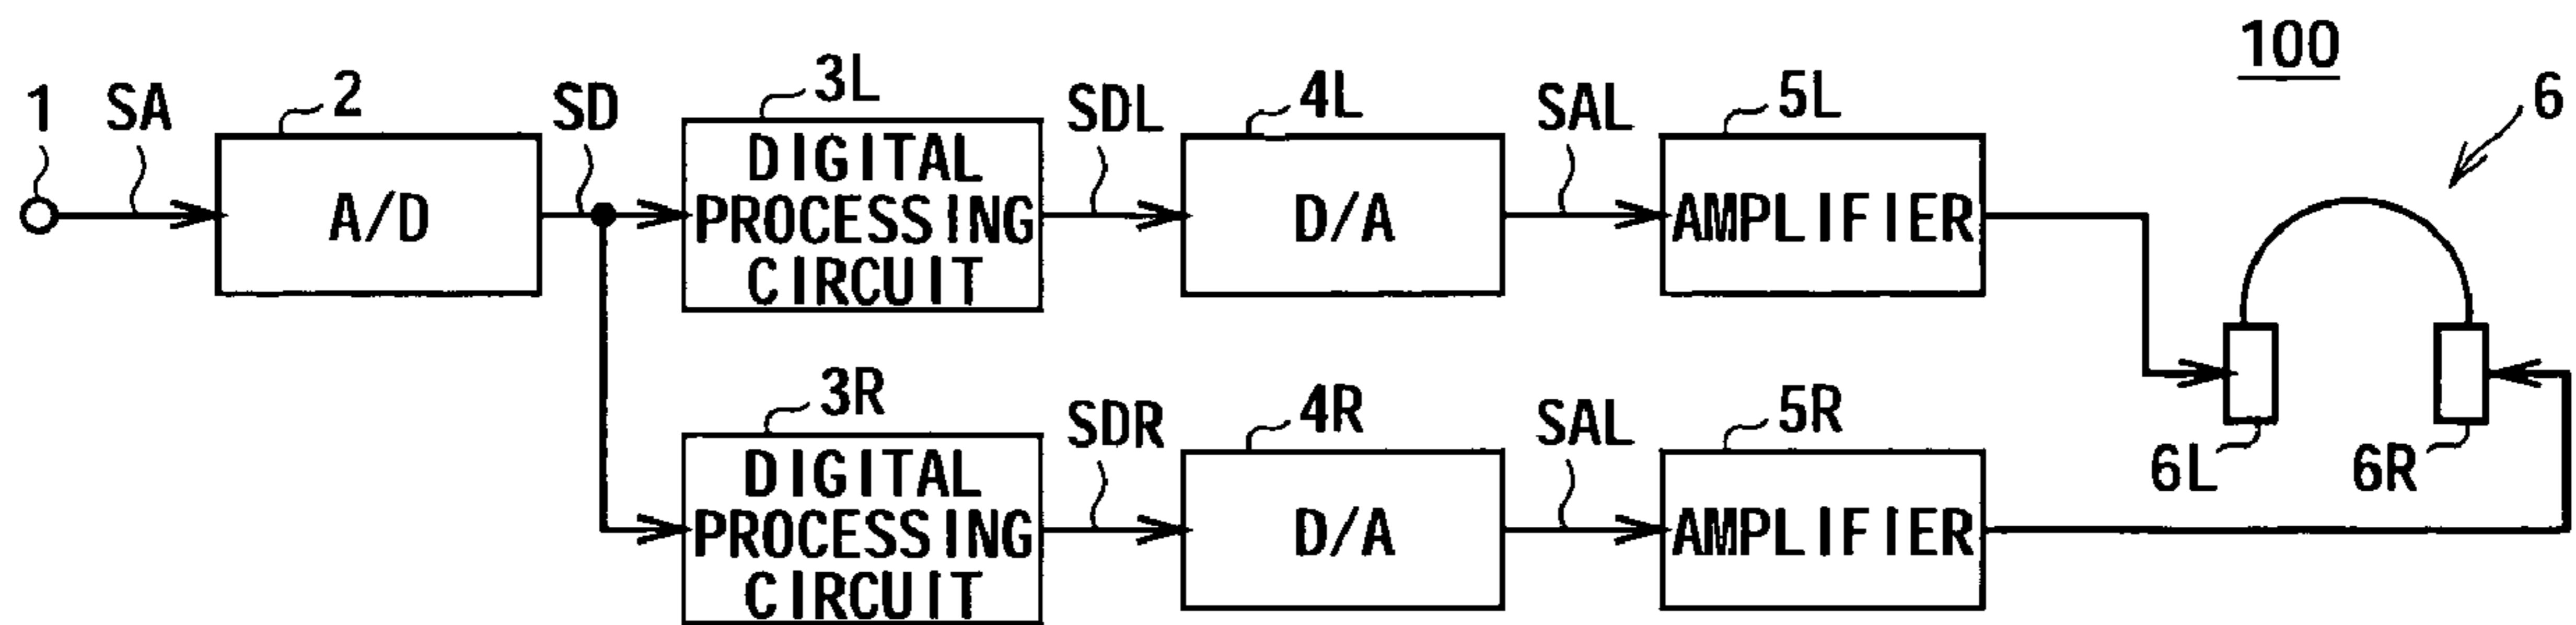 100
1
SA
2
A/D
SD
3L
DIGITAL
PROCESSING
CIRCUIT
SDL
4L
D/A
SAL
5L
AMPLIFIER
6
3R
DIGITAL
PROCESSING
CIRCUIT
SDR
4R
D/A
SAL
5R
AMPLIFIER
6L
6R